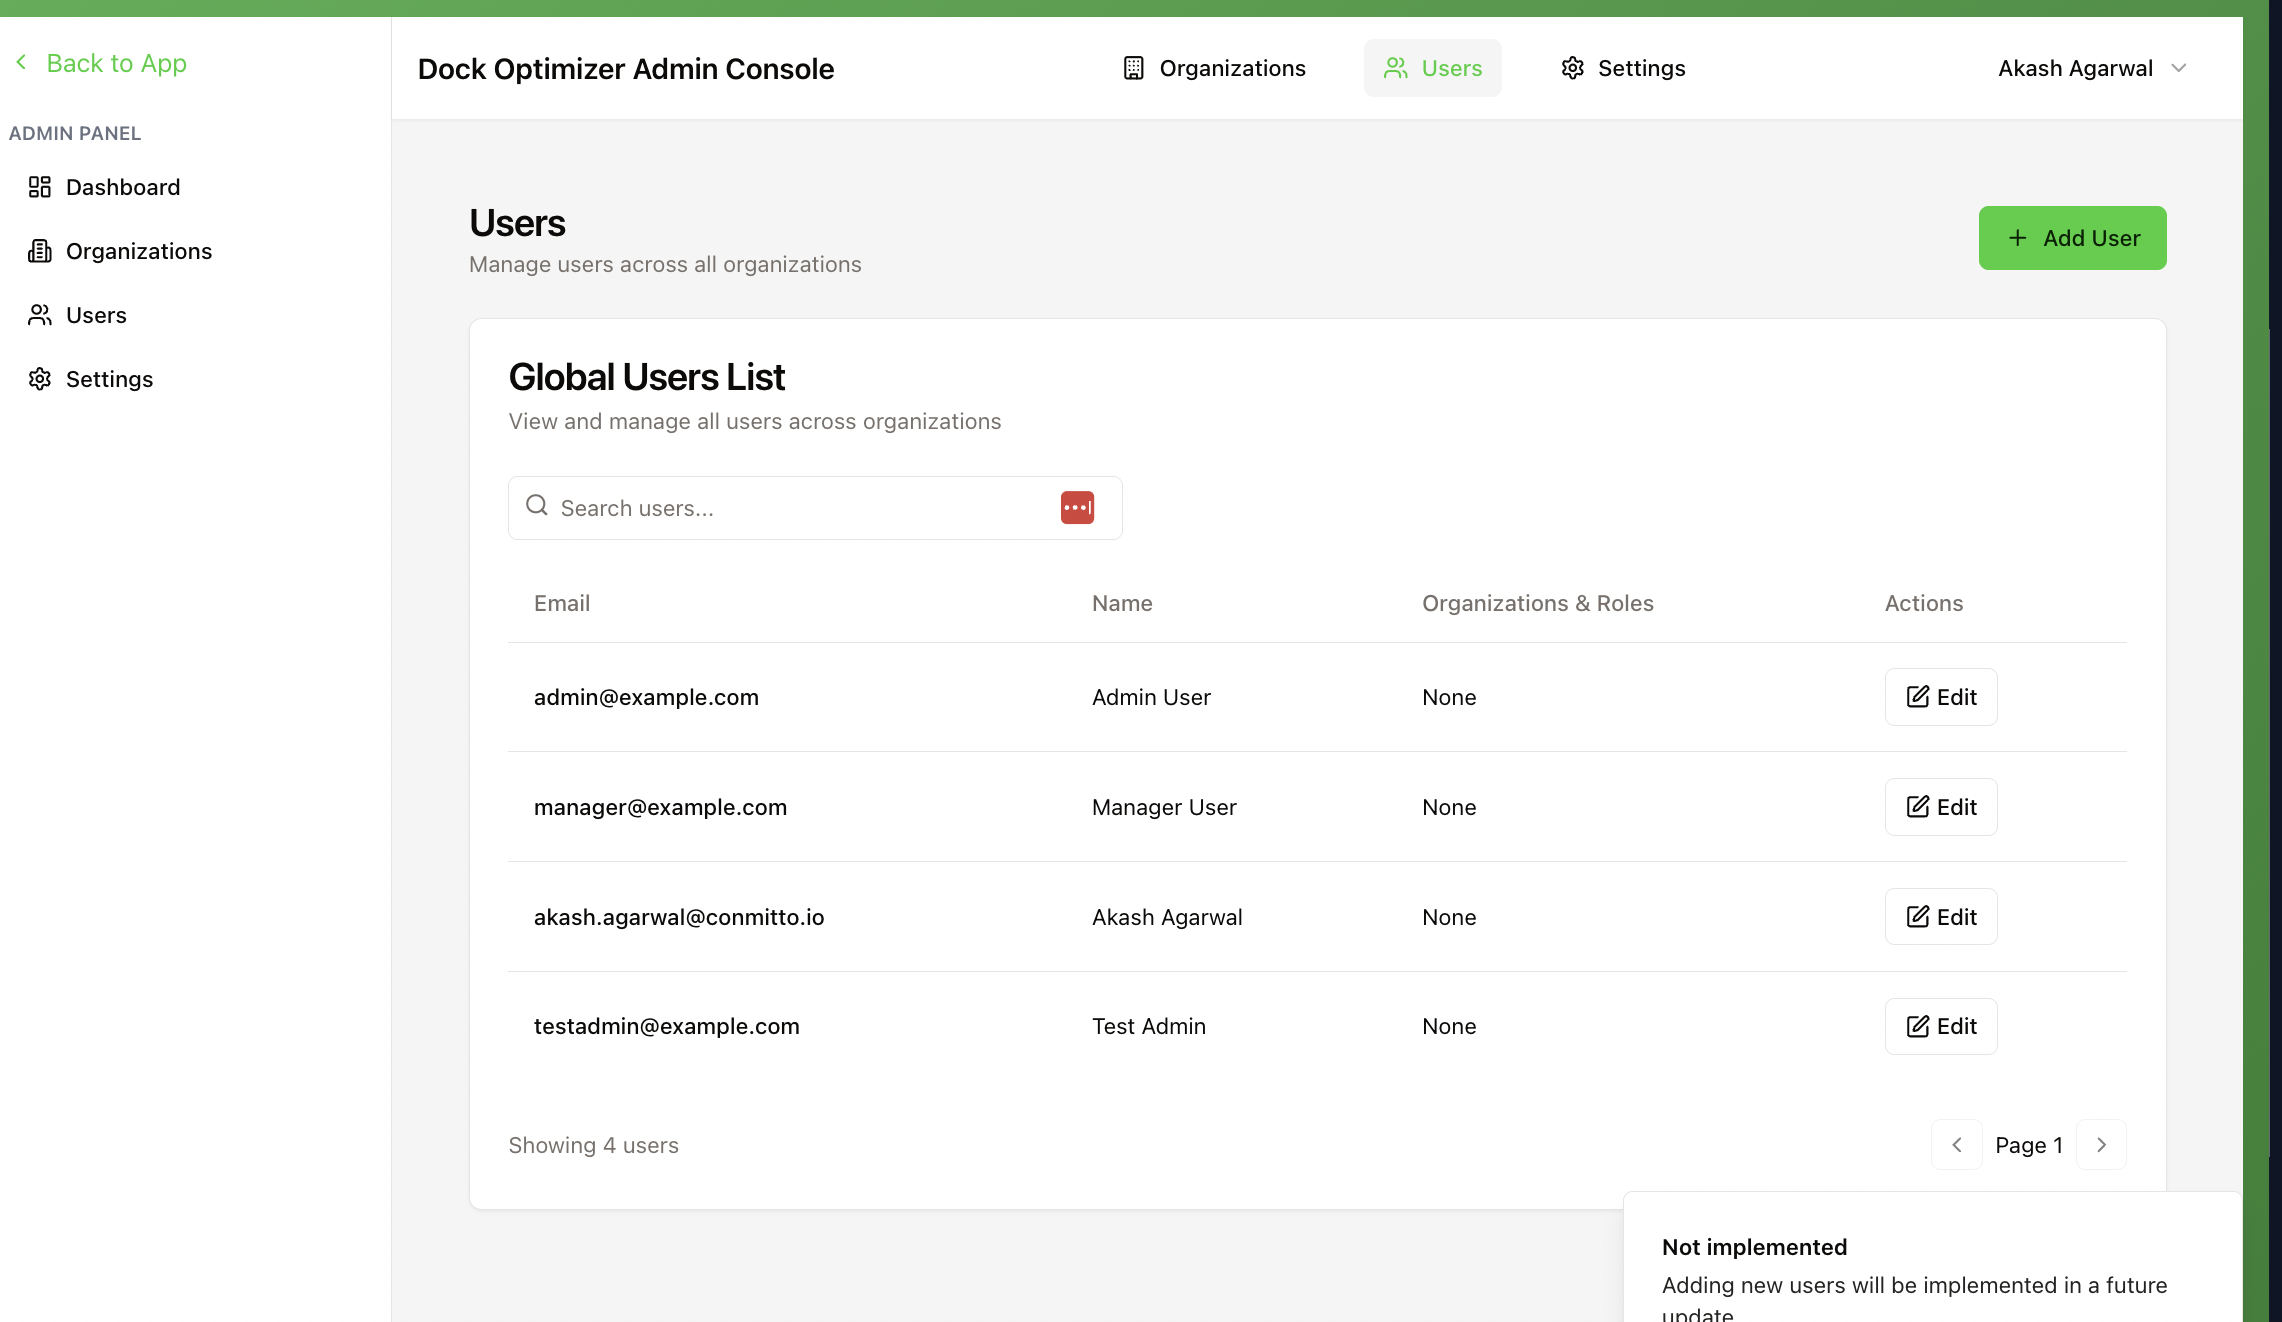 Back to App
ADMIN PANEL
Dashboard
Organizations
Users
Settings
Dock Optimizer Admin Console
Organizations
Users
Settings
Akash Agarwal
Users
Manage users across all organizations
+ Add User
Global Users List
View and manage all users across organizations
Search users...
Email Name Organizations & Roles Actions
admin@example.com Admin User None Edit
manager@example.com Manager User None Edit
akash.agarwal@conmitto.io Akash Agarwal None Edit
testadmin@example.com Test Admin None Edit
Showing 4 users
Page 1
Not implemented
Adding new users will be implemented in a future
update.